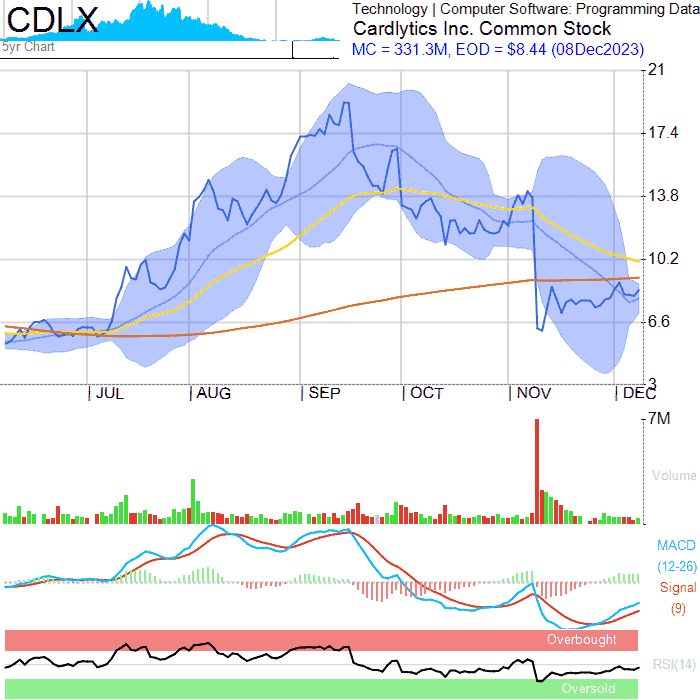 CDLX
Technology | Computer Software: Programming Data
Cardlytics Inc. Common Stock
5yr Chart
MC = 331.3M, EOD = $8.44 (08Dec2023)
21
17.4
13.8
10.2
6.6
3
JUL
AUG
SEP
OCT
NOV
DEC
7M
Volume
MACD
(12-26)
Signal
(9)
Overbought
RSI(14)
Oversold